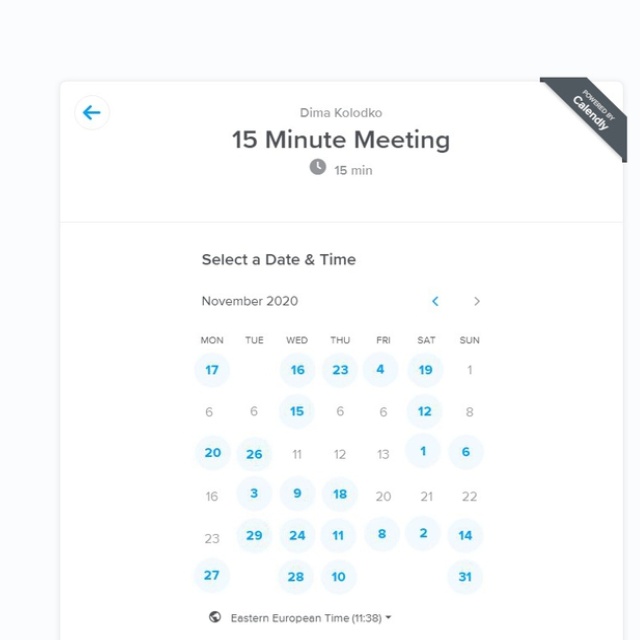 POWERED BY
Calendly
Dima Kolodko
15 Minute Meeting
15 min
Select a Date & Time
November 2020
MON TUE WED THU FRI SAT SUN
17 16 23 4 19 1
6 6 15 6 6 12 8
20 26 11 12 13 1 6
16 3 9 18 20 21 22
23 29 24 11 8 2 14
27 28 10 31
Eastern European Time (11:38)